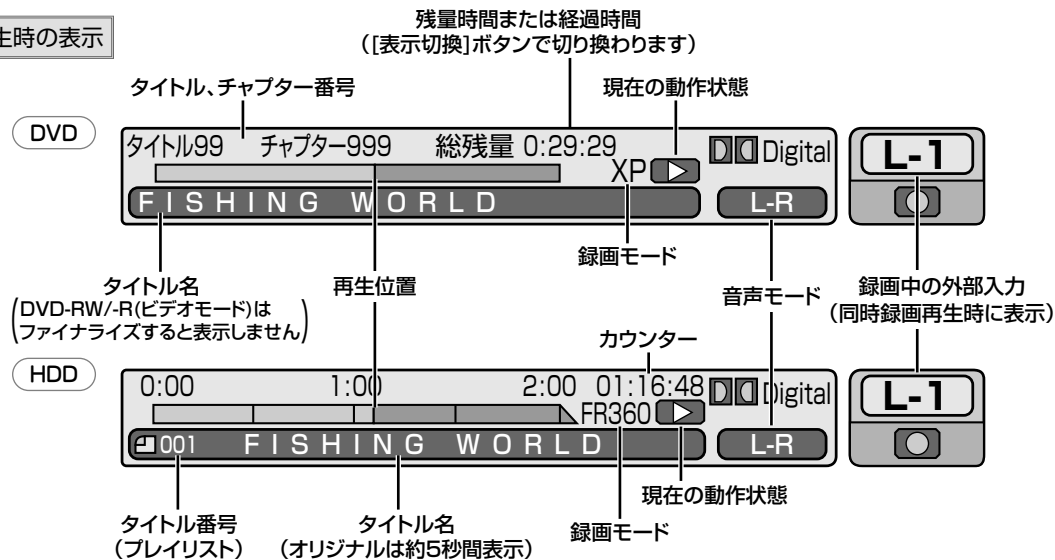 生時の表示
残量時間または経過時間
([表示切換]ボタンで切り換わります)
タイトル、チャプター番号
現在の動作状態
DVD
タイトル99 チャプター999 総残量 0:29:29
XP
Digital
FISHING WORLD
L-R
L-1
録画モード
タイトル名
(DVD-RW/-R(ビデオモード)は
ファイナライズすると表示しません)
再生位置
音声モード
録画中の外部入力
(同時録画再生時に表示)
カウンター
HDD
0:00 1:00 2:00 01:16:48
FR360
Digital
001 FISHING WORLD
L-R
L-1
現在の動作状態
録画モード
タイトル番号
(プレイリスト)
タイトル名
(オリジナルは約5秒間表示)